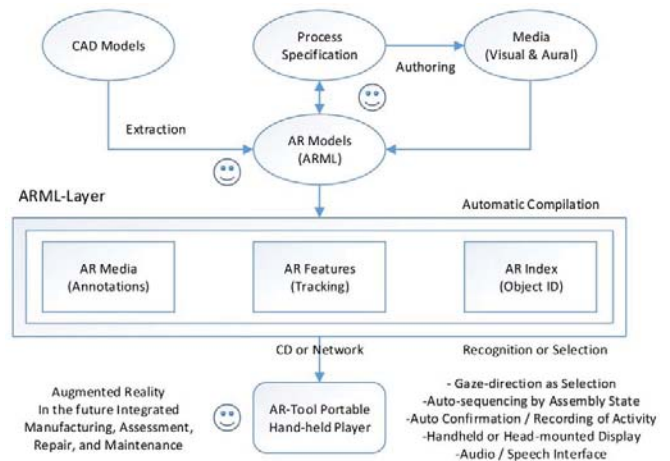 CAD Models
Process
Specification
Media
(Visual & Aural)
Authoring
Extraction
AR Models
(ARML)
ARML-Layer
Automatic Compilation
AR Media
(Annotations)
AR Features
(Tracking)
AR Index
(Object ID)
CD or Network
Recognition or Selection
Augmented Reality
In the future Integrated
Manufacturing, Assessment,
Repair, and Maintenance
AR-Tool Portable
Hand-held Player
- Gaze-direction as Selection
-Auto-sequencing by Assembly State
-Auto Confirmation / Recording of Activity
-Handheld or Head-mounted Display
-Audio / Speech Interface